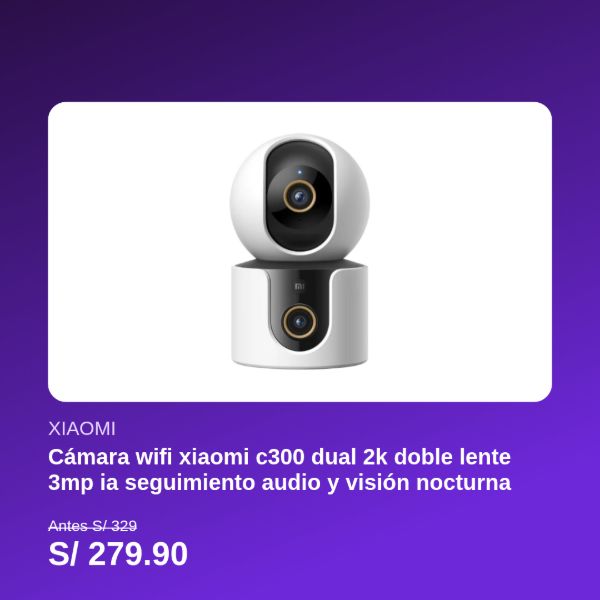 mi
XIAOMI
Cámara wifi xiaomi c300 dual 2k doble lente
3mp ia seguimiento audio y visión nocturna
Antes S/ 329
S/ 279.90